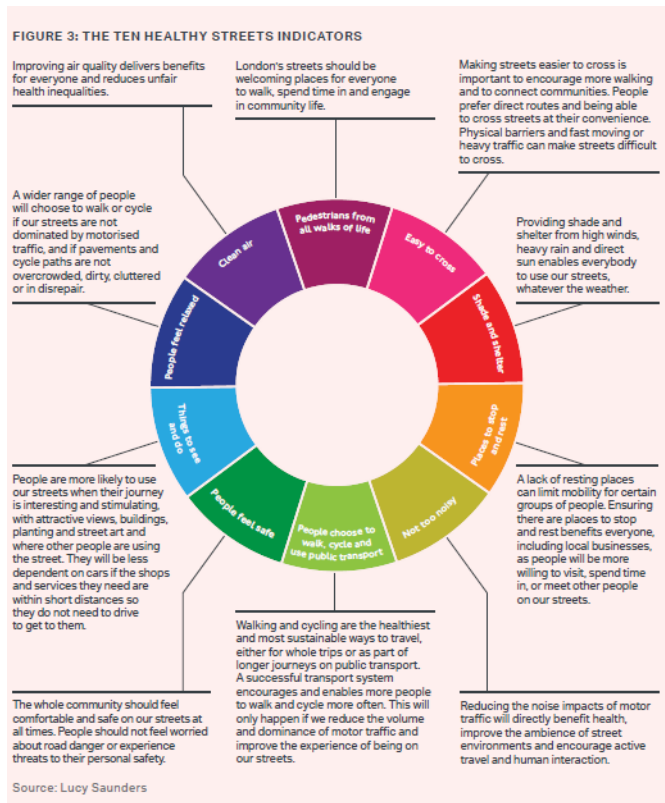 FIGURE 3: THE TEN HEALTHY STREETS INDICATORS
Improving air quality delivers benefits
for everyone and reduces unfair
health inequalities.
London's streets should be
welcoming places for everyone
to walk, spend time in and engage
in community life.
Making streets easier to cross is
important to encourage more walking
and to connect communities. People
prefer direct routes and being able
to cross streets at their convenience.
Physical barriers and fast moving or
heavy traffic can make streets difficult
to cross.
A wider range of people
will choose to walk or cycle
if our streets are not
dominated by motorised
traffic, and if pavements and
cycle paths are not
overcrowded, dirty, cluttered
or in disrepair.
Providing shade and
shelter from high winds,
heavy rain and direct
sun enables everybody
to use our streets,
whatever the weather.
Pedestrians from
all walks of life
Easy to cross
Shade and shelter
Places to stop
and rest
Not too noisy
People choose to
walk, cycle and
use public transport
People feel safe
Things to see
and do
People feel relaxed
Clean air
People are more likely to use
our streets when their journey
is interesting and stimulating,
with attractive views, buildings,
planting and street art and
where other people are using
the street. They will be less
dependent on cars if the shops
and services they need are
within short distances so
they do not need to drive
to get to them.
A lack of resting places
can limit mobility for certain
groups of people. Ensuring
there are places to stop
and rest benefits everyone,
including local businesses,
as people will be more
willing to visit, spend time
in, or meet other people
on our streets.
The whole community should feel
comfortable and safe on our streets at
all times. People should not feel worried
about road danger or experience
threats to their personal safety.
Walking and cycling are the healthiest
and most sustainable ways to travel,
either for whole trips or as part of
longer journeys on public transport.
A successful transport system
encourages and enables more people
to walk and cycle more often. This will
only happen if we reduce the volume
and dominance of motor traffic and
improve the experience of being on
our streets.
Reducing the noise impacts of motor
traffic will directly benefit health,
improve the ambience of street
environments and encourage active
travel and human interaction.
Source: Lucy Saunders